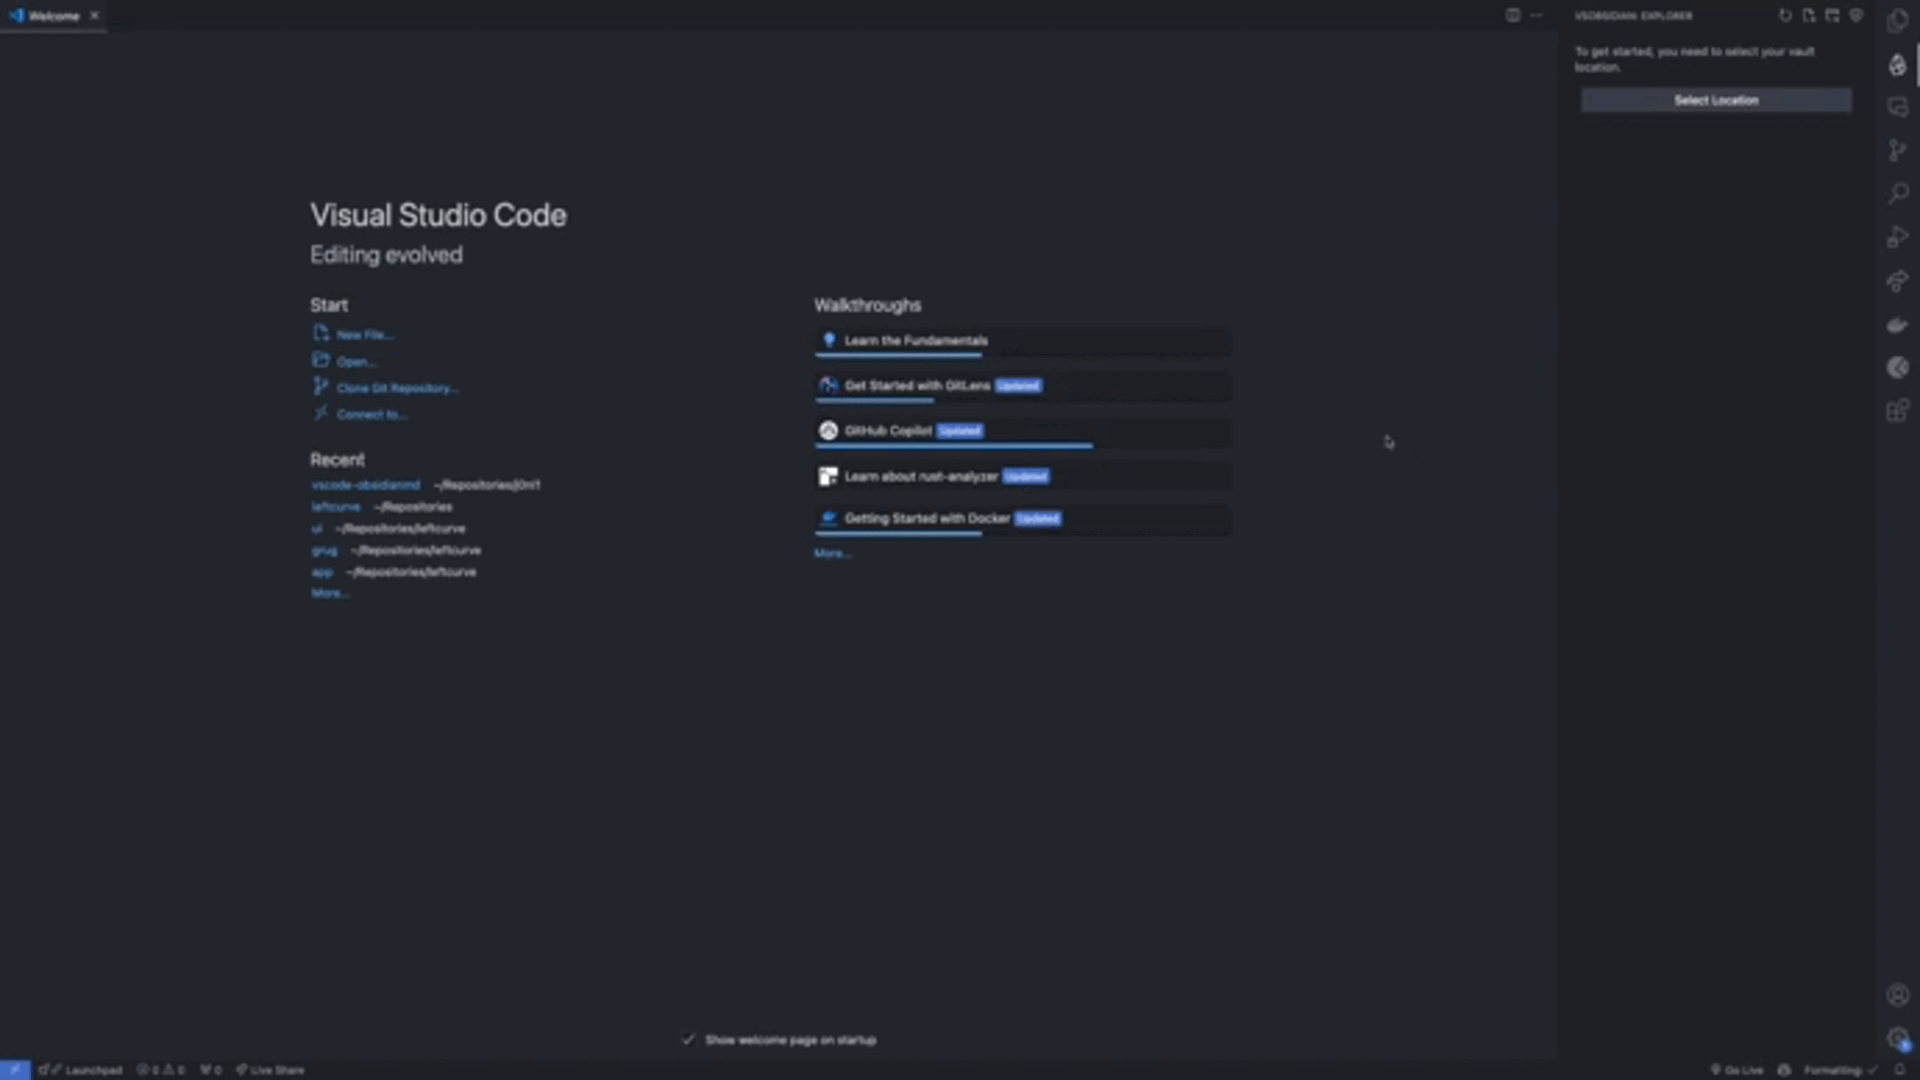 Welcome
VSOBSIDIAN: EXPLORER
To get started, you need to select your vault
location.
Select Location
Visual Studio Code
Editing evolved
Start
New File...
Open...
Clone Git Repository...
Connect to...
Recent
vscode-obsidianmd ~/Repositories/j0nl1
leftcurve ~/Repositories
ui ~/Repositories/leftcurve
grug ~/Repositories/leftcurve
app ~/Repositories/leftcurve
More...
Walkthroughs
Learn the Fundamentals
Get Started with GitLens Updated
GitHub Copilot Updated
Learn about rust-analyzer Updated
Getting Started with Docker Updated
More...
Show welcome page on startup
Launchpad 0 0 0 Live Share
Go Live Formatting: